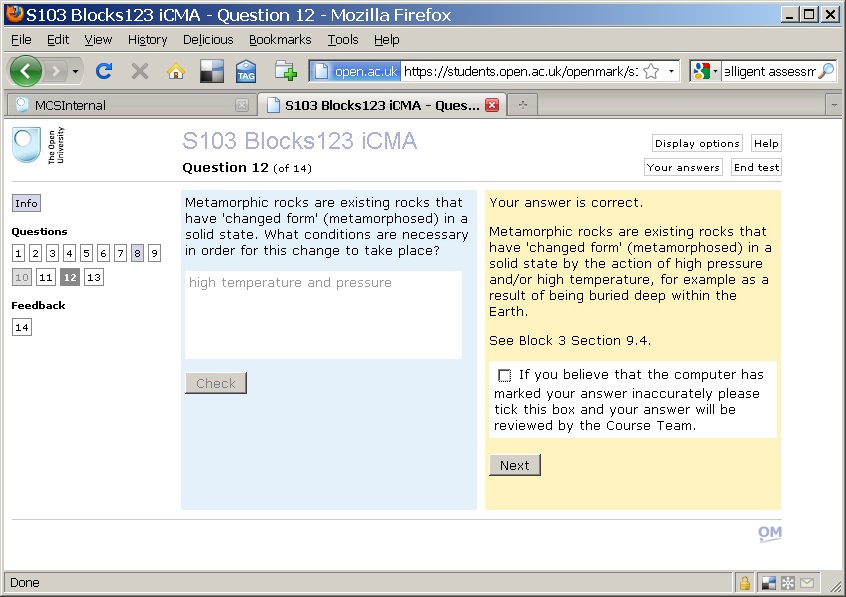 S103 Blocks123 iCMA - Question 12 - Mozilla Firefox
File Edit View History Delicious Bookmarks Tools Help
TAG open.ac.uk https://students.open.ac.uk/openmark/s1 elligent assessm
MCSInternal S103 Blocks123 iCMA - Ques...
The Open University
S103 Blocks123 iCMA
Display options Help
Question 12 (of 14)
Your answers End test
Info
Questions
1 2 3 4 5 6 7 8 9
10 11 12 13
Feedback
14
Metamorphic rocks are existing rocks that
have 'changed form' (metamorphosed) in a
solid state. What conditions are necessary
in order for this change to take place?
high temperature and pressure
Check
Your answer is correct.
Metamorphic rocks are existing rocks that
have 'changed form' (metamorphosed) in a
solid state by the action of high pressure
and/or high temperature, for example as a
result of being buried deep within the
Earth.
See Block 3 Section 9.4.
If you believe that the computer has
marked your answer inaccurately please
tick this box and your answer will be
reviewed by the Course Team.
Next
OM
Done